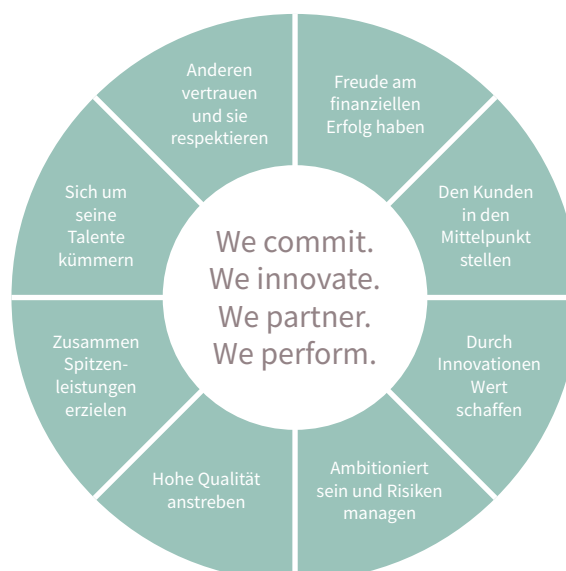 Anderen
vertrauen
und sie
respektieren
Freude am
finanziellen
Erfolg haben
Den Kunden
in den
Mittelpunkt
stellen
Durch
Innovationen
Wert
schaffen
Ambitioniert
sein und Risiken
managen
Hohe Qualität
anstreben
Zusammen
Spitzen-
leistungen
erzielen
Sich um
seine
Talente
kümmern
We commit.
We innovate.
We partner.
We perform.